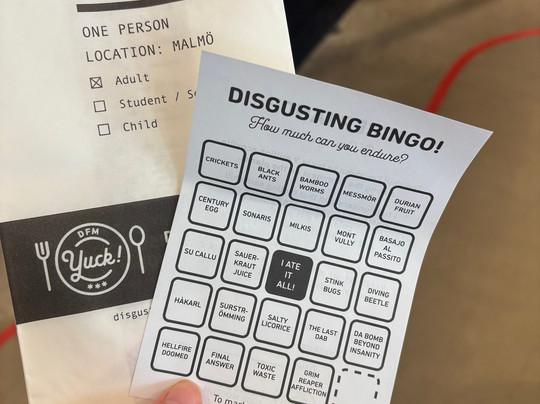 ONE PERSON
LOCATION: MALMÖ
Adult
Student /
Child
DFM
Yuck!
DISGUSTING BINGO!
How much can you endure?
CRICKETS
BLACK
ANTS
BAMBOO
WORMS
MESSMÖR
DURIAN
FRUIT
CENTURY
EGG
SONARIS
MILKIS
MONT
VULLY
BASAJO
AL
PASSITO
SU CALLU
SAUER-
KRAUT
JUICE
I ATE
IT
ALL!
STINK
BUGS
DIVING
BEETLE
HÁKARL
SURSTR-
ÖMMING
SALTY
LICORICE
THE LAST
DAB
DA BOMB
BEYOND
INSANITY
HELLFIRE
DOOMED
FINAL
ANSWER
TOXIC
WASTE
GRIM
REAPER
AFFLICTION